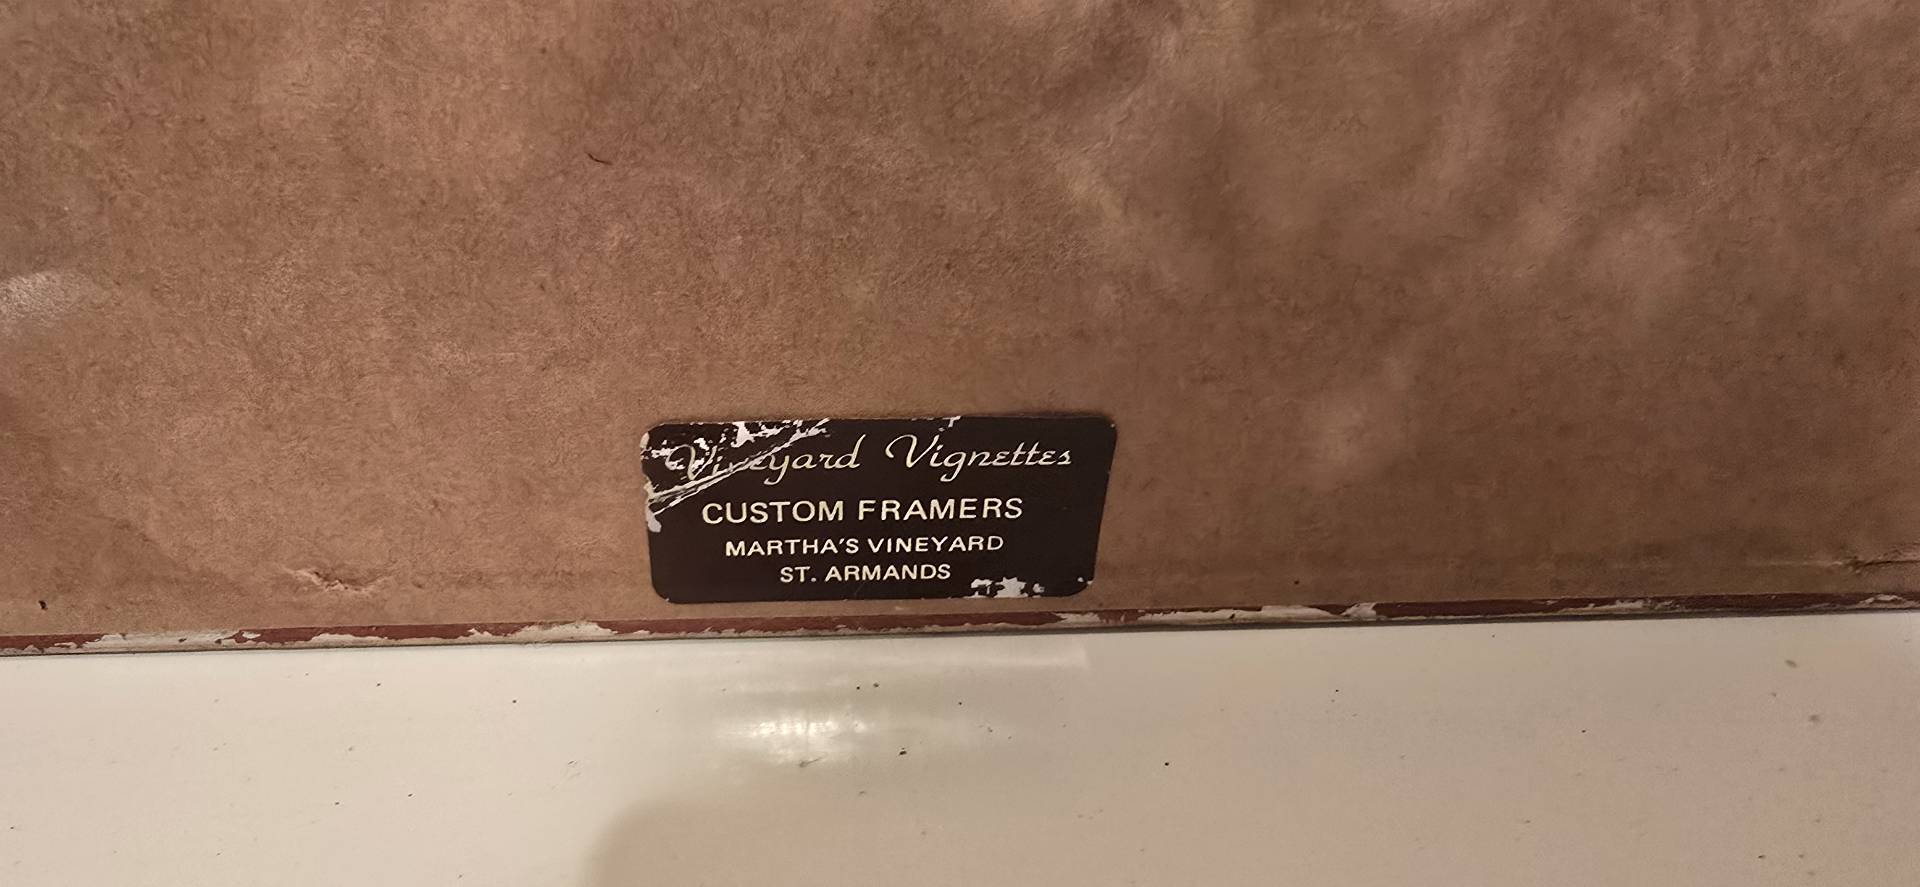 Vineyard Vignettes
CUSTOM FRAMERS
MARTHA'S VINEYARD
ST. ARMANDS